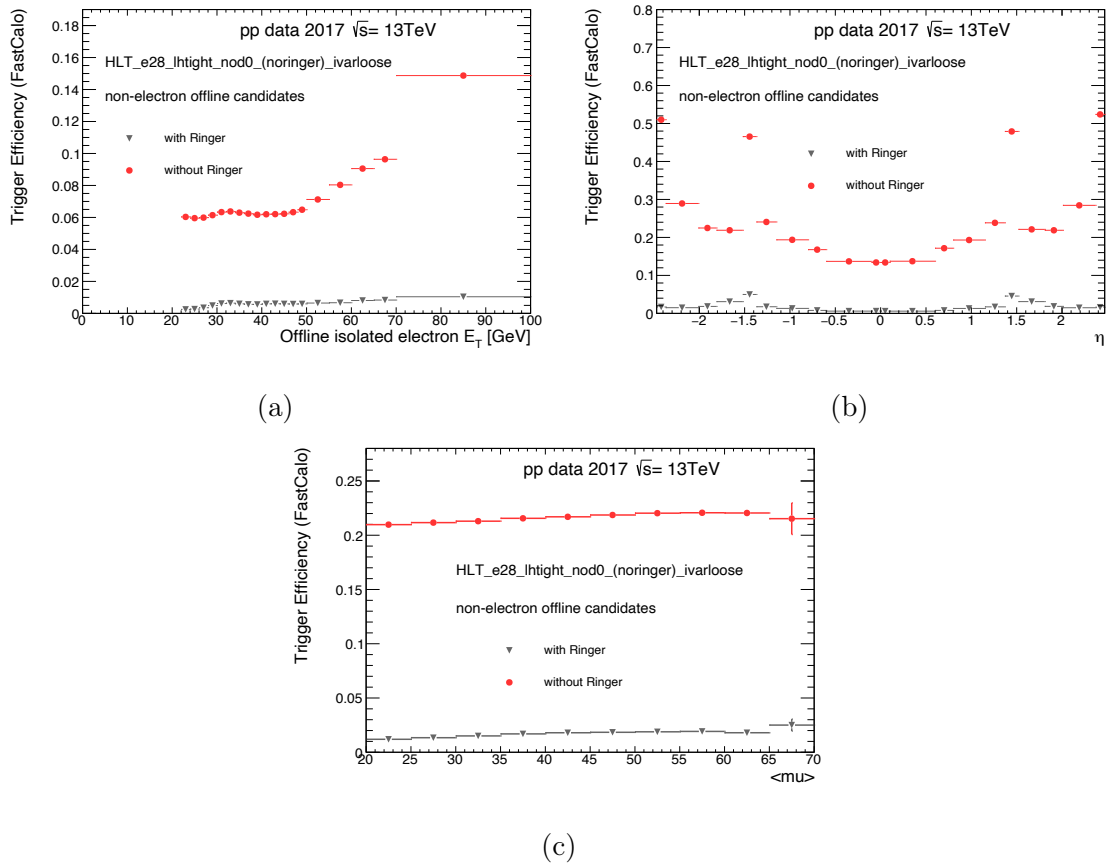 pp data 2017 √s= 13TeV
HLT_e28_lhtight_nod0_(noringer)_ivarloose
non-electron offline candidates
with Ringer
without Ringer
Trigger Efficiency (FastCalo)
0.18
0.16
0.14
0.12
0.1
0.08
0.06
0.04
0.02
0
0 10 20 30 40 50 60 70 80 90 100
Offline isolated electron E_T [GeV]
(a)
pp data 2017 √s= 13TeV
HLT_e28_lhtight_nod0_(noringer)_ivarloose
non-electron offline candidates
with Ringer
without Ringer
Trigger Efficiency (FastCalo)
0.8
0.7
0.6
0.5
0.4
0.3
0.2
0.1
0
−2 −1.5 −1 −0.5 0 0.5 1 1.5 2
η
(b)
pp data 2017 √s= 13TeV
HLT_e28_lhtight_nod0_(noringer)_ivarloose
non-electron offline candidates
with Ringer
without Ringer
Trigger Efficiency (FastCalo)
0.25
0.2
0.15
0.1
0.05
0
20 25 30 35 40 45 50 55 60 65 70
<mu>
(c)